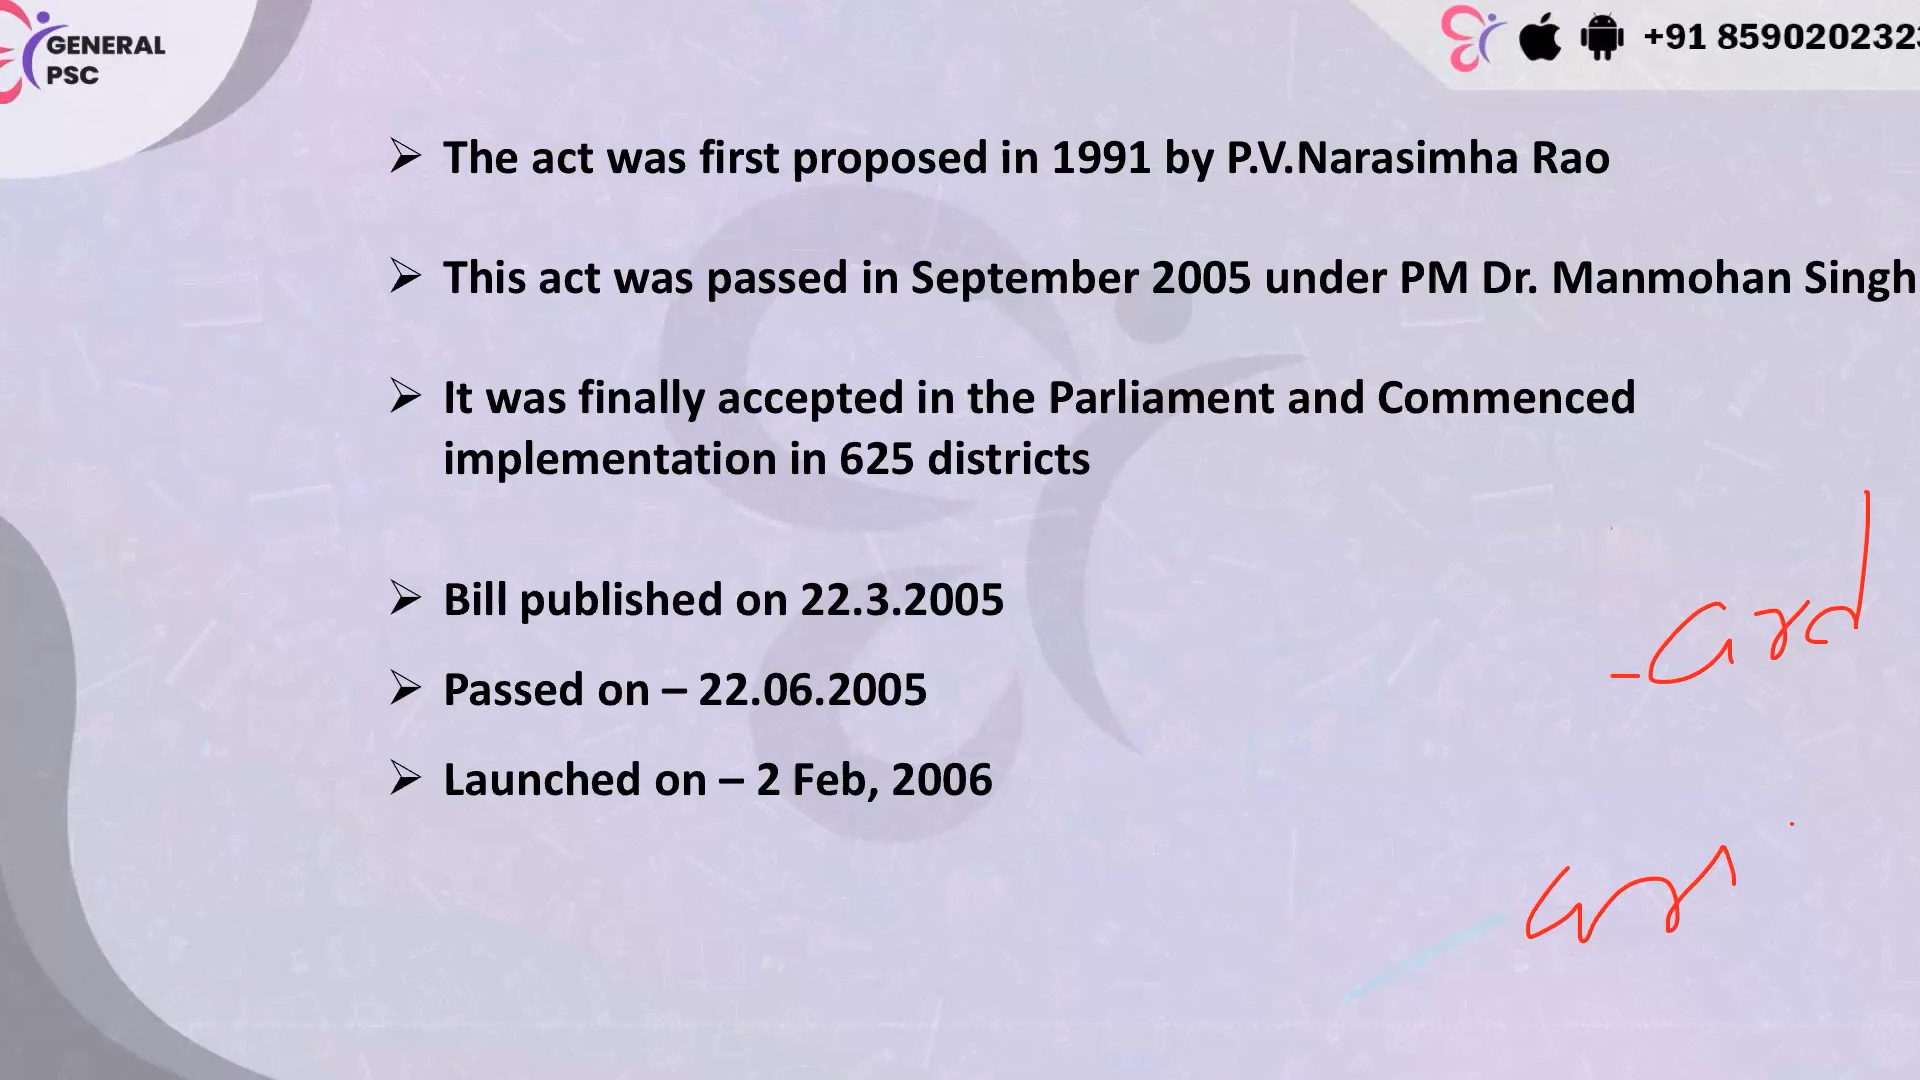 GENERAL
PSC
+91 859020232
➢ The act was first proposed in 1991 by P.V.Narasimha Rao
➢ This act was passed in September 2005 under PM Dr. Manmohan Singh
➢ It was finally accepted in the Parliament and Commenced
implementation in 625 districts
➢ Bill published on 22.3.2005
➢ Passed on – 22.06.2005
➢ Launched on – 2 Feb, 2006